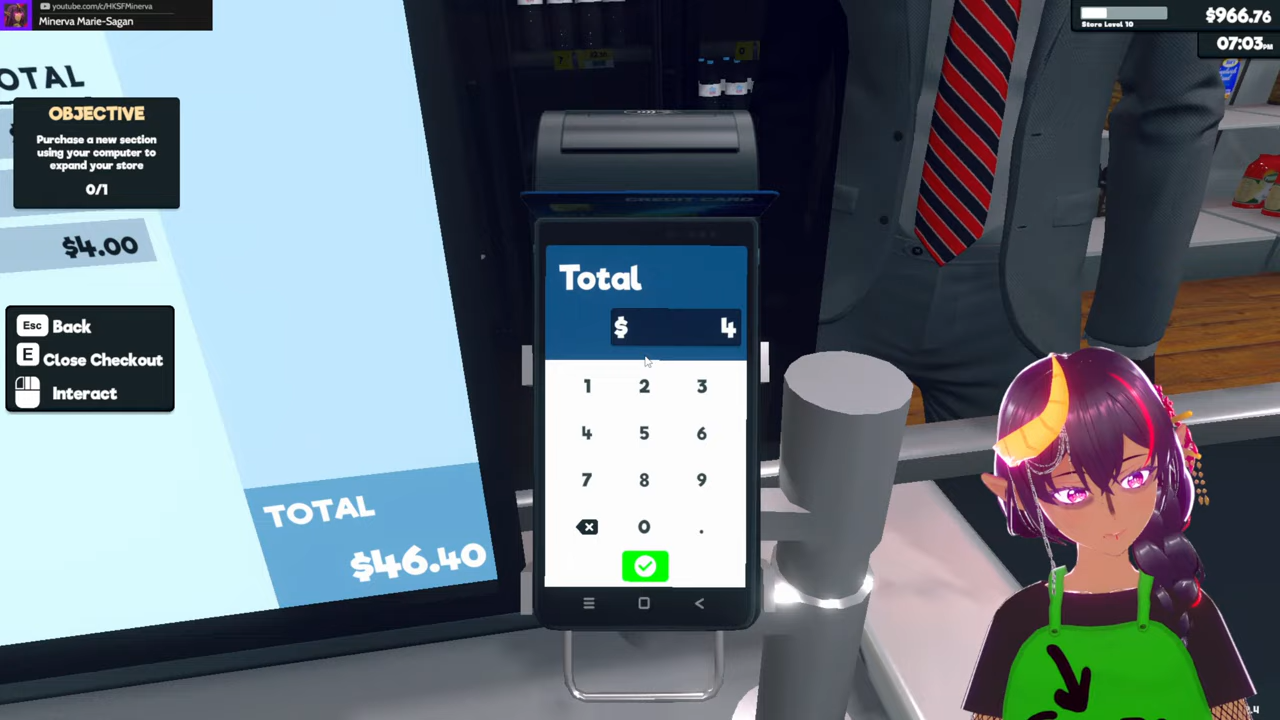 youtube.com/c/HKSFMinerva
Minerva Marie-Sagan
$966.76
Store Level 10
07:03PM
OTAL
OBJECTIVE
Purchase a new section
using your computer to
expand your store
0/1
$4.00
Esc Back
E Close Checkout
Interact
CREDIT CARD
Total
$ 4
1 2 3
4 5 6
7 8 9
0 .
TOTAL
$46.40